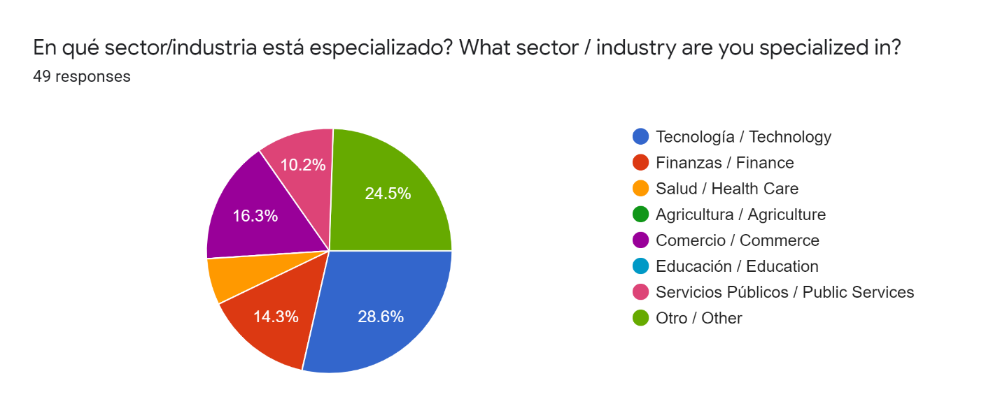 En qué sector/industria está especializado? What sector / industry are you specialized in?
49 responses
10.2%
24.5%
16.3%
14.3%
28.6%
Tecnología / Technology
Finanzas / Finance
Salud / Health Care
Agricultura / Agriculture
Comercio / Commerce
Educación / Education
Servicios Públicos / Public Services
Otro / Other